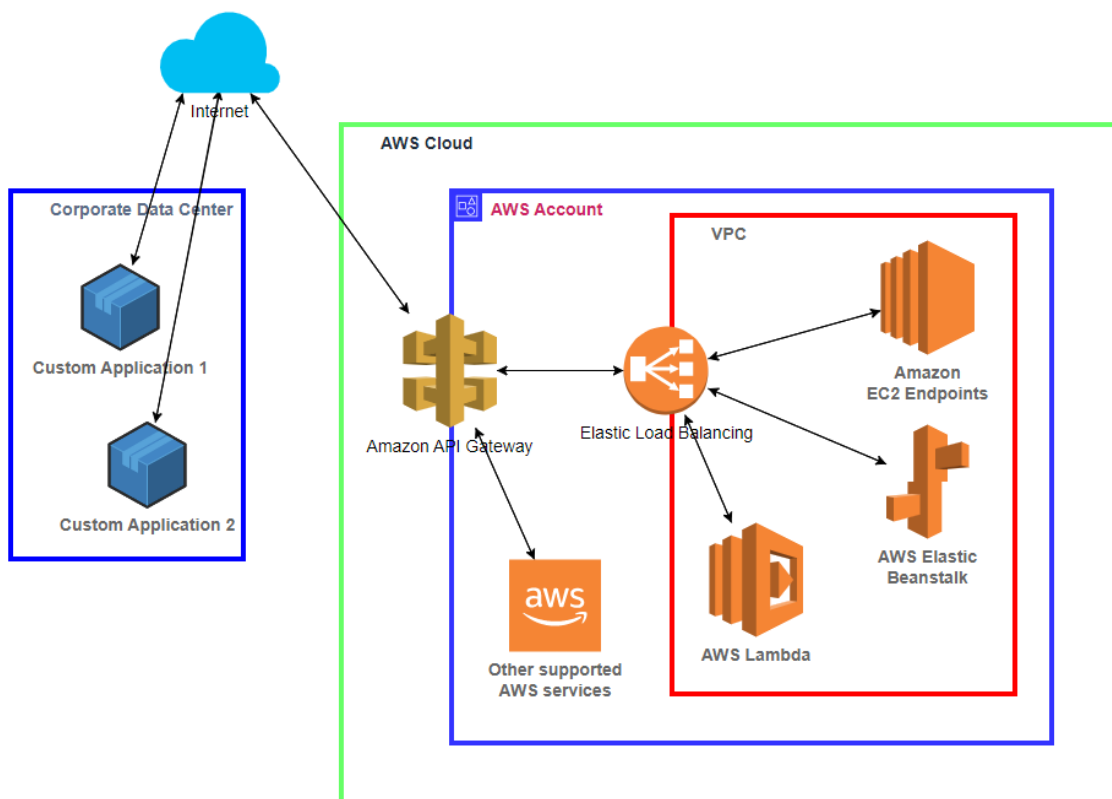 Internet
AWS Cloud
Corporate Data Center
AWS Account
VPC
Custom Application 1
Amazon
EC2 Endpoints
Amazon API Gateway
Elastic Load Balancing
Custom Application 2
AWS Elastic
Beanstalk
aws
AWS Lambda
Other supported
AWS services